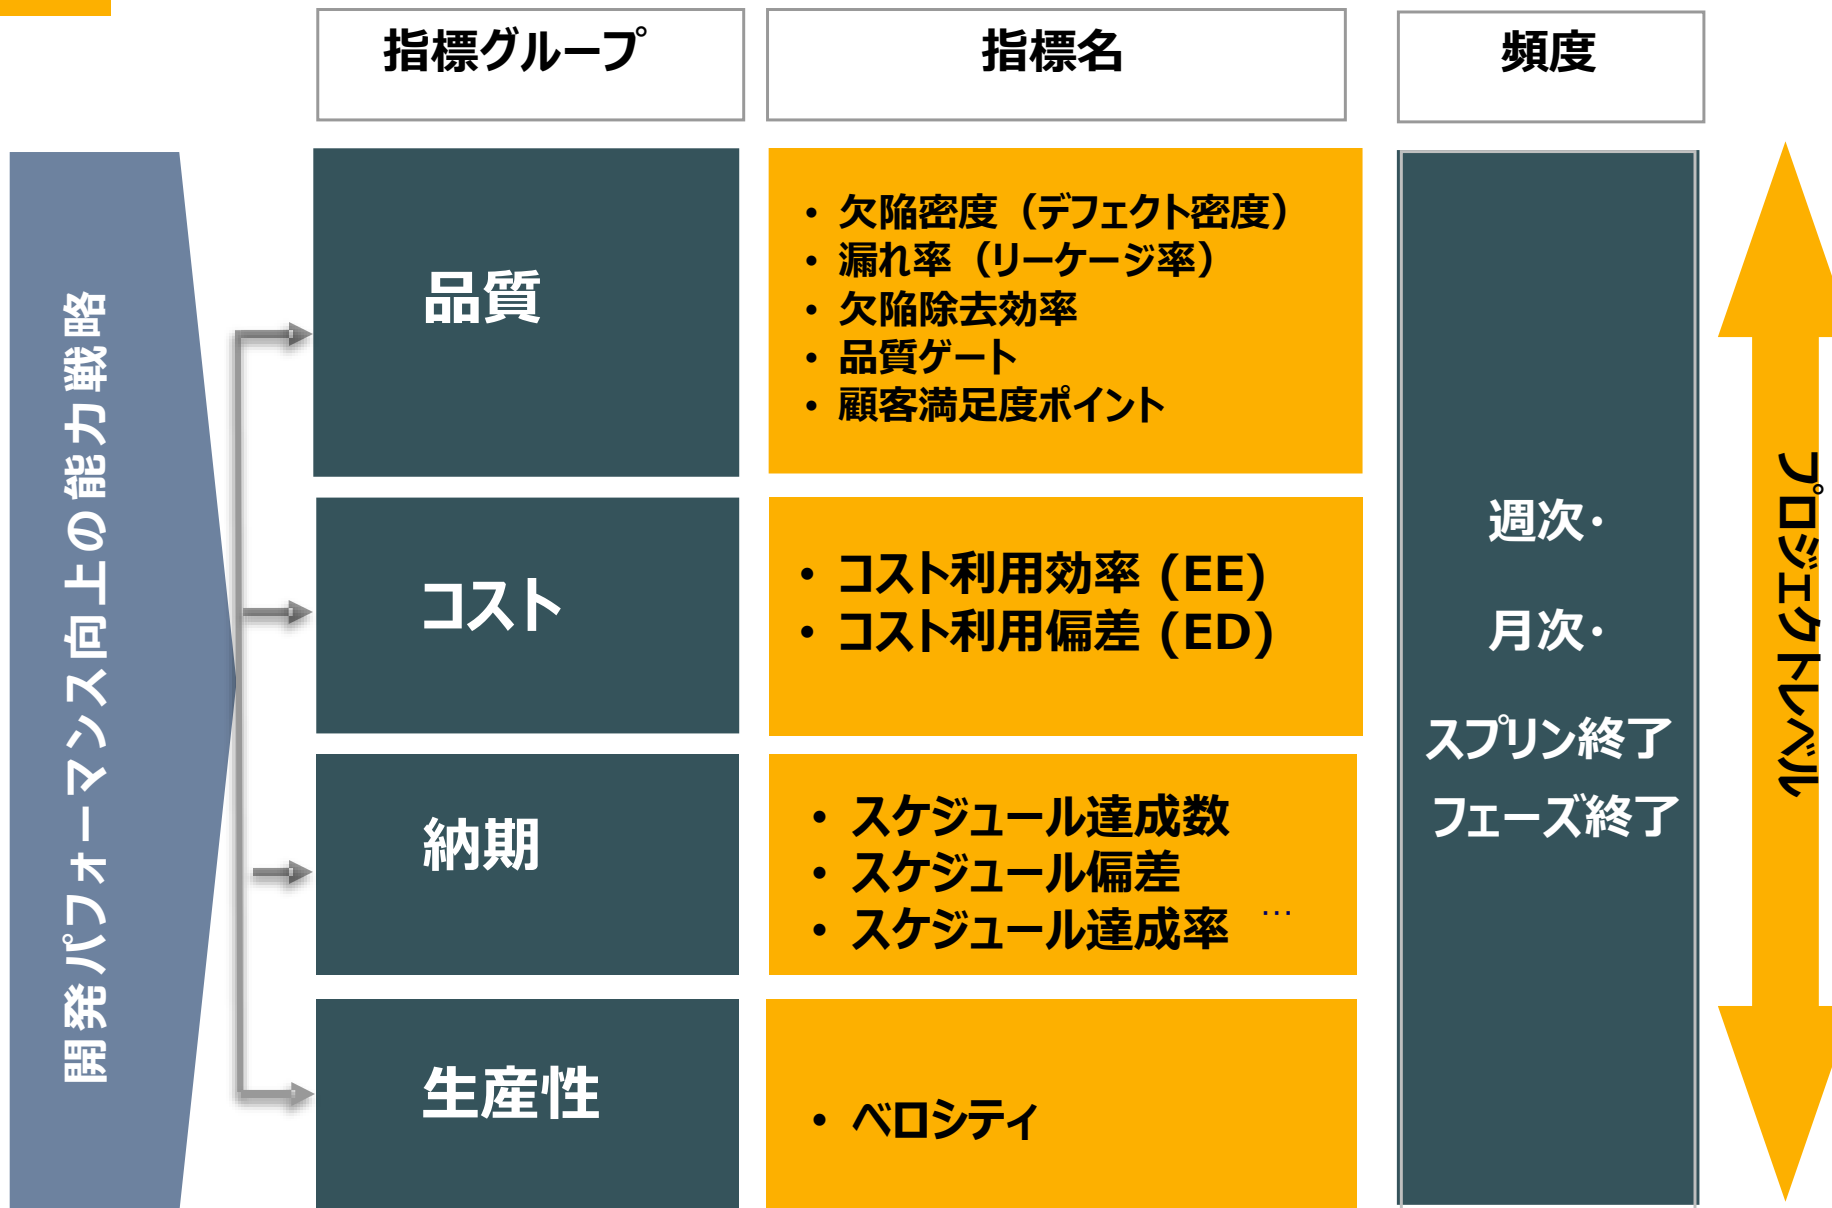 指標グループ
指標名
頻度
開発パフォーマンス向上の能力戦略
品質
• 欠陥密度（デフェクト密度）
• 漏れ率（リーケージ率）
• 欠陥除去効率
• 品質ゲート
• 顧客満足度ポイント
コスト
• コスト利用効率 (EE)
• コスト利用偏差 (ED)
納期
• スケジュール達成数
• スケジュール偏差
• スケジュール達成率 …
生産性
• ベロシティ
週次·
月次·
スプリン終了
フェーズ終了
プロジェクトレベル